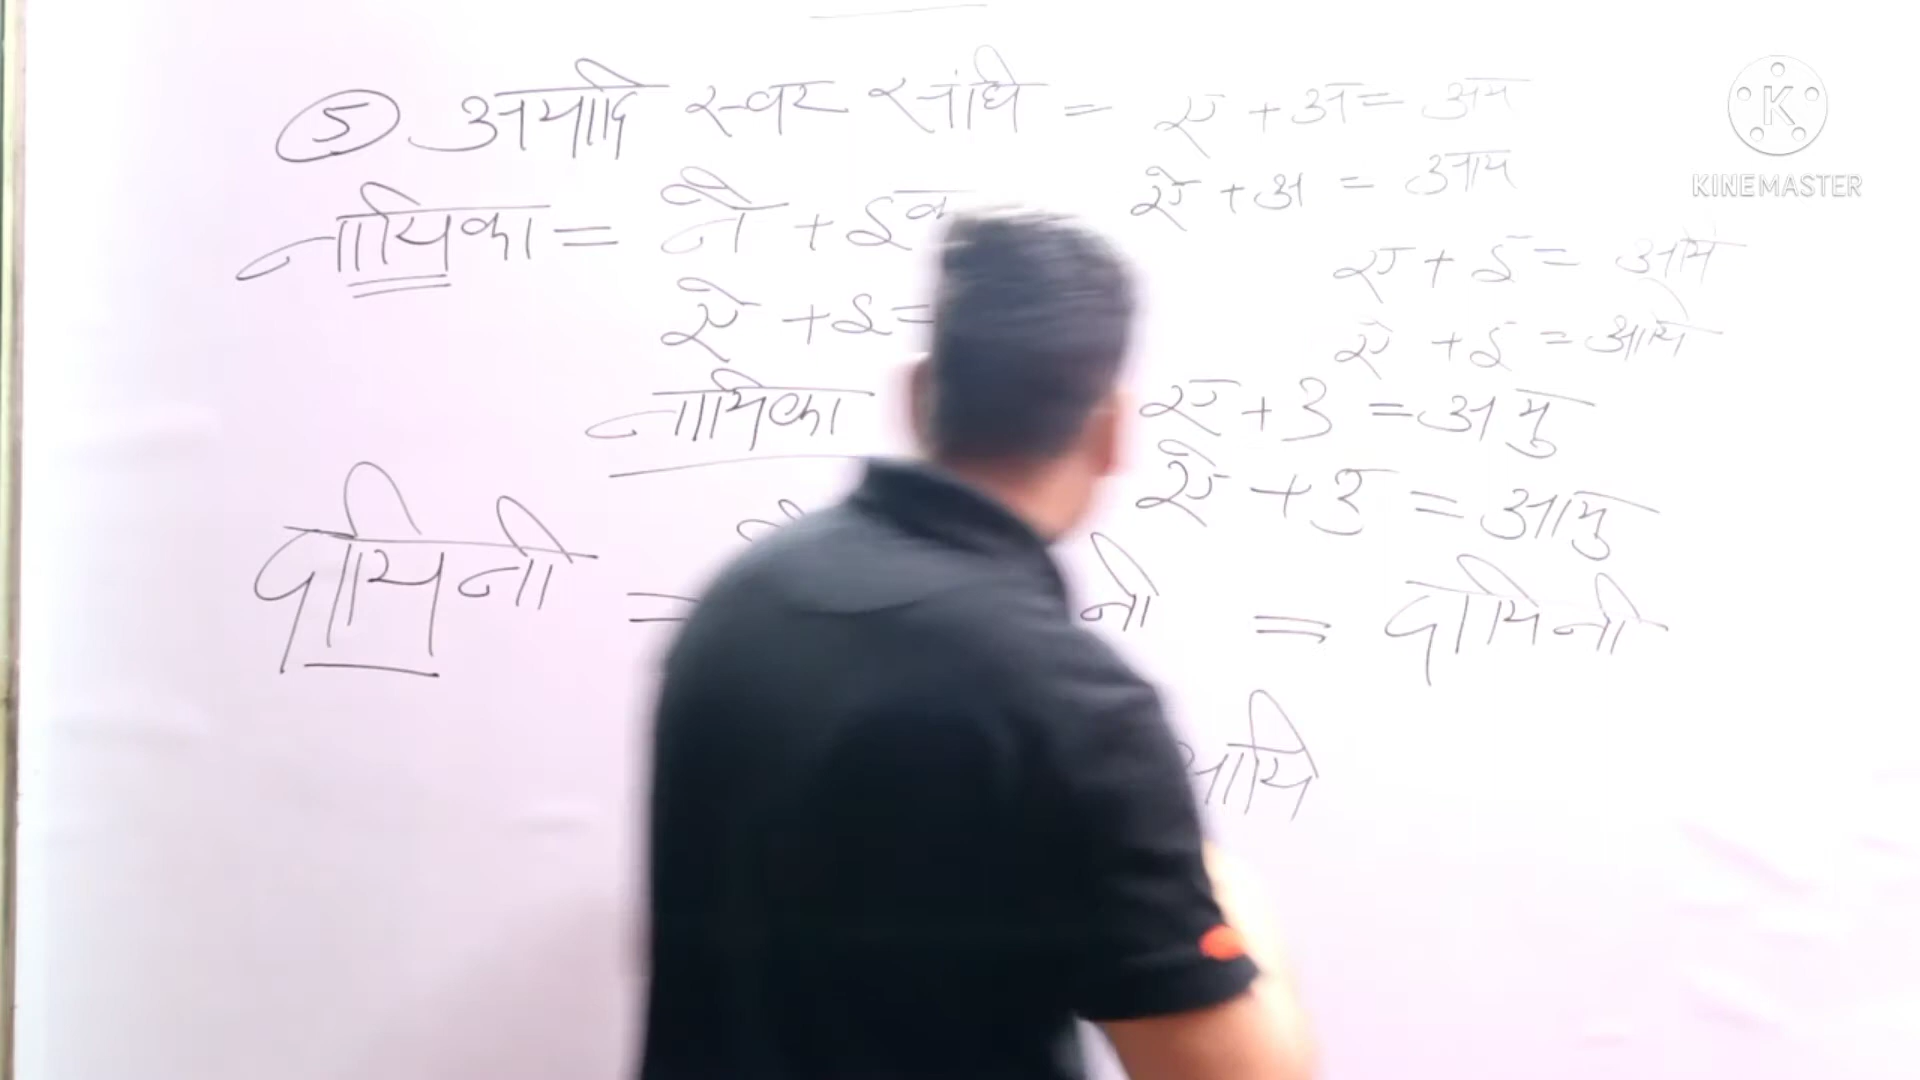 5 अयादि स्वर संधि = ए + अ = अय
ऐ + अ = आय
नायिका = नै + इक
ए + इ = अयि
ऐ + इ =
ऐ + इ = आयि
नायिका
ए + उ = अयु
ऐ + उ = आयु
दायिनी = नी = दायिनी
आयि
KINEMASTER